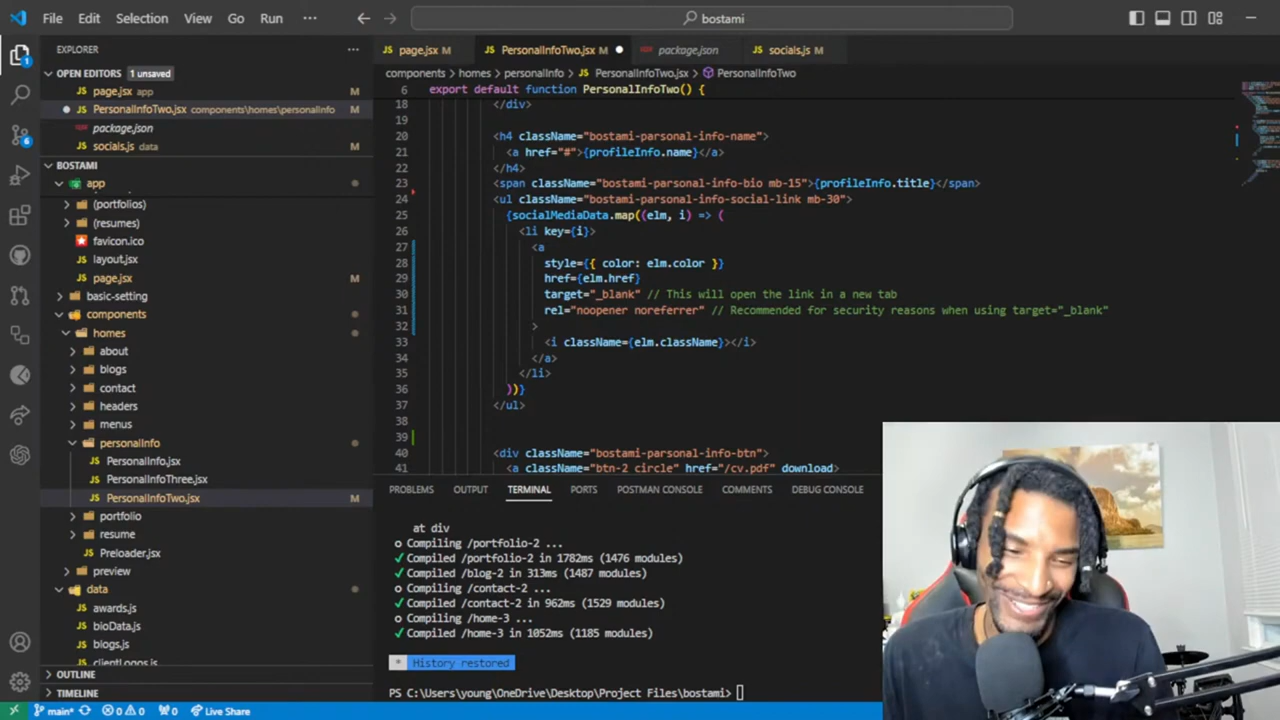 File Edit Selection View Go Run ··· bostami
EXPLORER ···
OPEN EDITORS 1 unsaved
page.jsx app M
PersonalInfoTwo.jsx components\homes\personalInfo M
package.json
socials.js data M
BOSTAMI
app
(portfolios)
(resumes)
favicon.ico
layout.jsx
page.jsx M
basic-setting
components
homes
about
blogs
contact
headers
menus
personalInfo
PersonalInfo.jsx
PersonalInfoThree.jsx
PersonalInfoTwo.jsx M
portfolio
resume
Preloader.jsx
preview
data
awards.js
bioData.js
blogs.js
clientLogos.js
OUTLINE
TIMELINE
page.jsx M PersonalInfoTwo.jsx M package.json socials.js M
components > homes > personalInfo > PersonalInfoTwo.jsx > PersonalInfoTwo
6 export default function PersonalInfoTwo() {
18 </div>
19
20 <h4 className="bostami-parsonal-info-name">
21 <a href="#">{profileInfo.name}</a>
22 </h4>
23 <span className="bostami-parsonal-info-bio mb-15">{profileInfo.title}</span>
24 <ul className="bostami-parsonal-info-social-link mb-30">
25 {socialMediaData.map((elm, i) => (
26 <li key={i}>
27 <a
28 style={{ color: elm.color }}
29 href={elm.href}
30 target="_blank" // This will open the link in a new tab
31 rel="noopener noreferrer" // Recommended for security reasons when using target="_blank"
32 >
33 <i className={elm.className}></i>
34 </a>
35 </li>
36 ))}
37 </ul>
38
39
40 <div className="bostami-parsonal-info-btn">
41 <a className="btn-2 circle" href="/cv.pdf" download>
PROBLEMS OUTPUT TERMINAL PORTS POSTMAN CONSOLE COMMENTS DEBUG CONSOLE
at div
○ Compiling /portfolio-2 ...
✓ Compiled /portfolio-2 in 1782ms (1476 modules)
✓ Compiled /blog-2 in 313ms (1487 modules)
○ Compiling /contact-2 ...
✓ Compiled /contact-2 in 962ms (1529 modules)
○ Compiling /home-3 ...
✓ Compiled /home-3 in 1052ms (1185 modules)
* History restored
PS C:\Users\young\OneDrive\Desktop\Project Files\bostami>
main* 0 0 0 Live Share